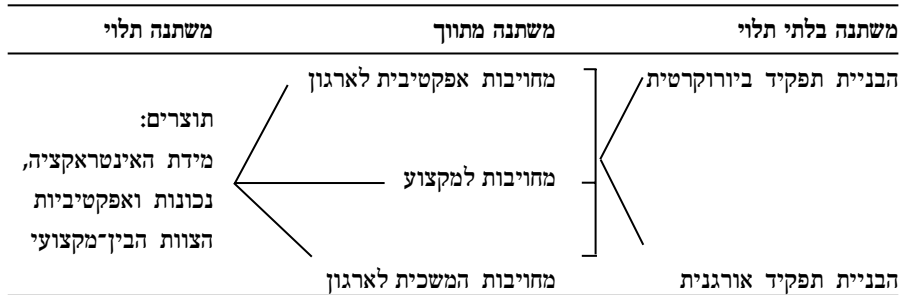 משתנה בלתי תלוי משתנה מתווך משתנה תלוי
הבניית תפקיד ביורוקרטית מחויבות אפקטיבית לארגון
תוצרים:
מחויבות למקצוע מידת האינטראקציה,
נכונות ואפקטיביות
הצוות הבין־מקצועי
הבניית תפקיד אורגנית מחויבות המשכית לארגון